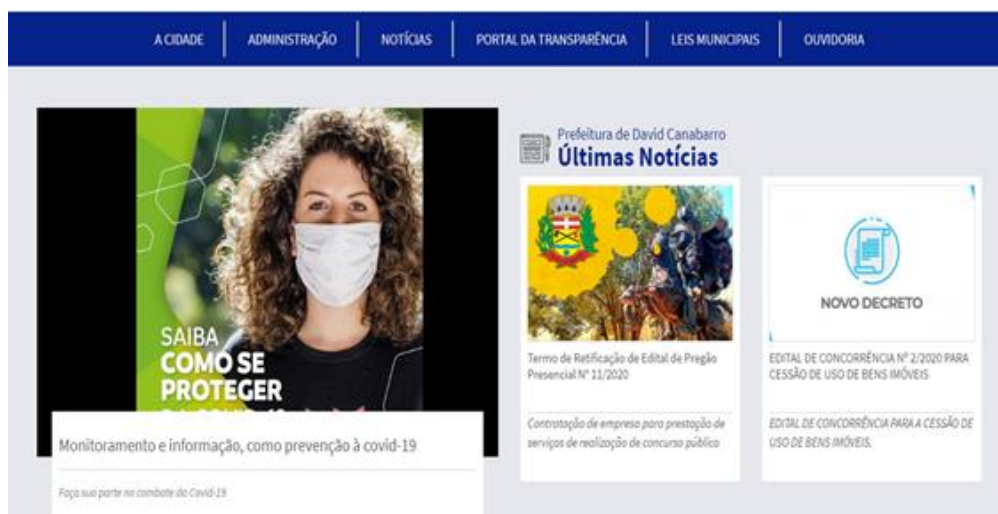 A CIDADE
ADMINISTRAÇÃO
NOTÍCIAS
PORTAL DA TRANSPARÊNCIA
LEIS MUNICIPAIS
OUVIDORIA
SAIBA
COMO SE
PROTEGER
Monitoramento e informação, como prevenção à covid-19
Faça sua parte no combate da Covid-19
Prefeitura de David Canabarro
Últimas Notícias
Termo de Retificação de Edital de Pregão
Presencial N° 11/2020
Contratação de empresa para prestação de
serviços de realização de concurso público
NOVO DECRETO
EDITAL DE CONCORRÊNCIA Nº 2/2020 PARA
CESSÃO DE USO DE BENS IMÓVEIS
EDITAL DE CONCORRÊNCIA PARA A CESSÃO DE
USO DE BENS IMÓVEIS.